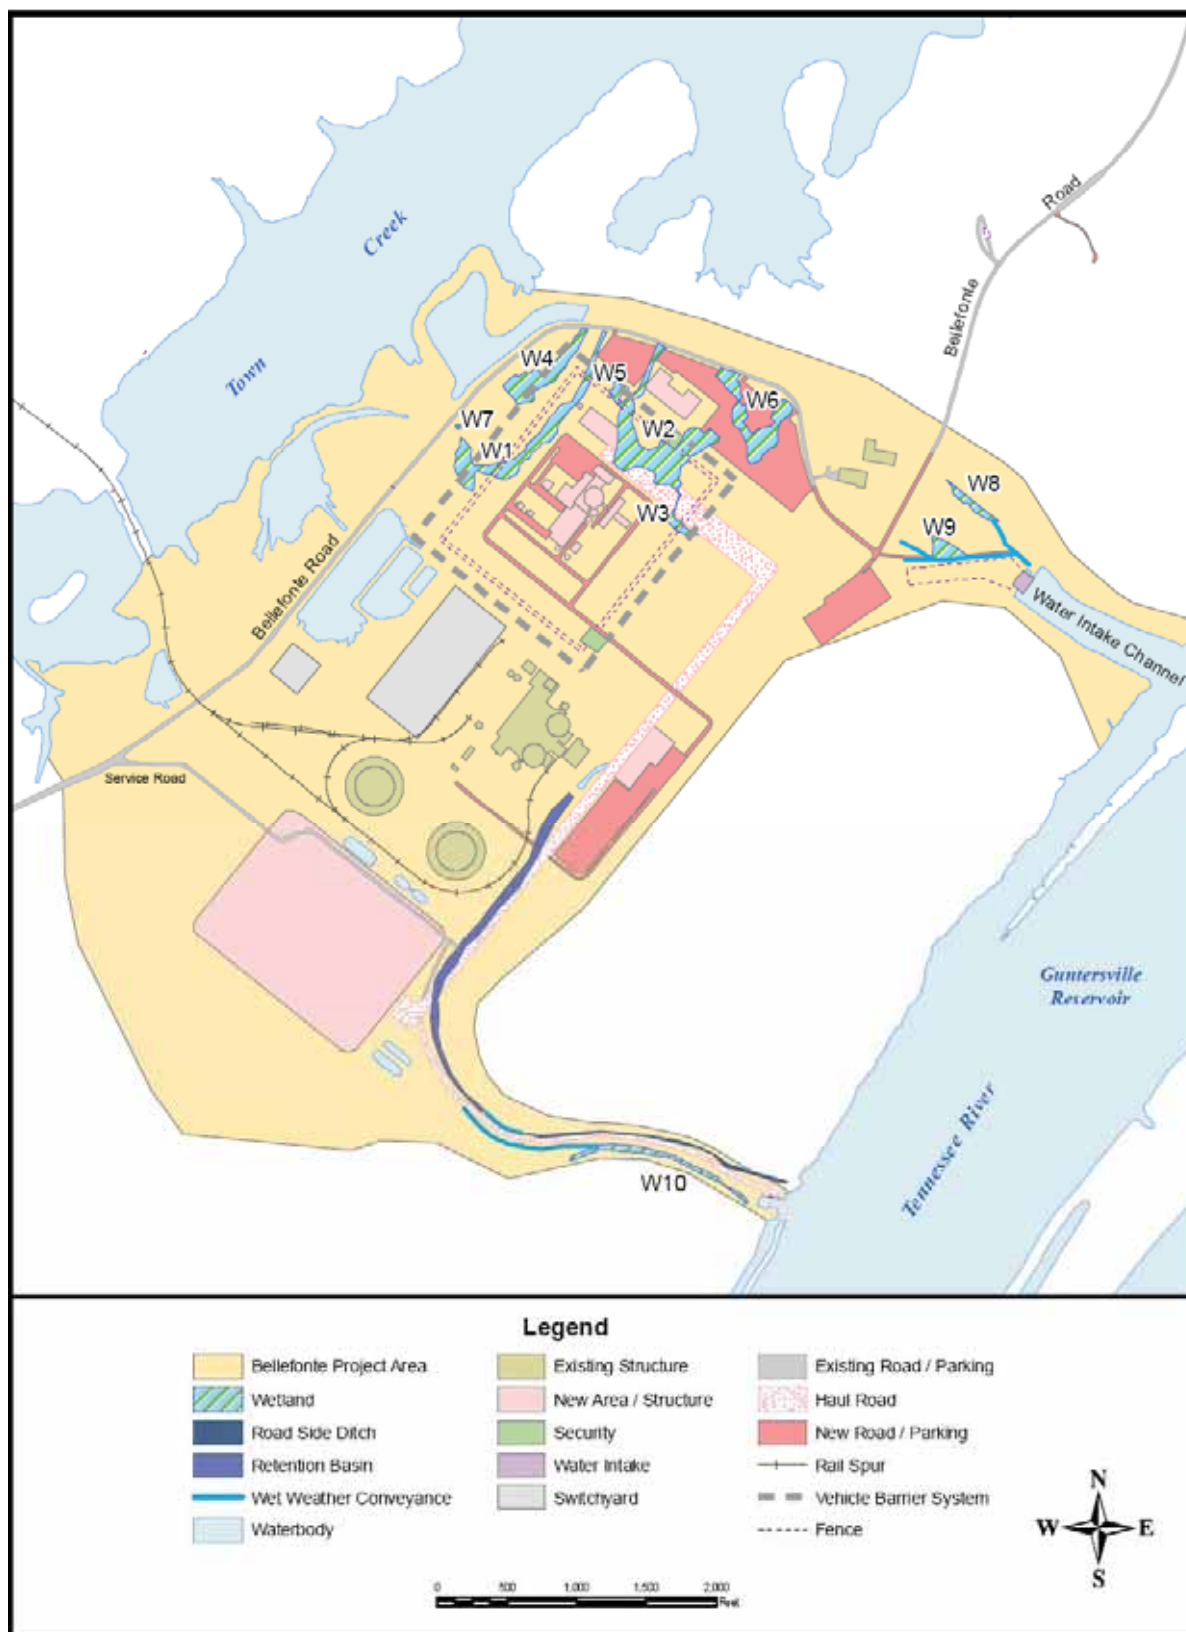 Road
Creek
Bellefonte
Town
W4
W5
W6
W7
W2
W1
W8
W3
W9
Bellefonte Road
Water Intake Channel
Service Road
Guntersville
Reservoir
Tennessee River
W10
Legend
Bellefonte Project Area
Existing Structure
Existing Road / Parking
Wetland
New Area / Structure
Haul Road
Road Side Ditch
Security
New Road / Parking
Retention Basin
Water Intake
Rail Spur
Wet Weather Conveyance
Switchyard
Vehicle Barrier System
Waterbody
Fence
N
W
E
S
0
500
1,000
1,500
2,000
Feet